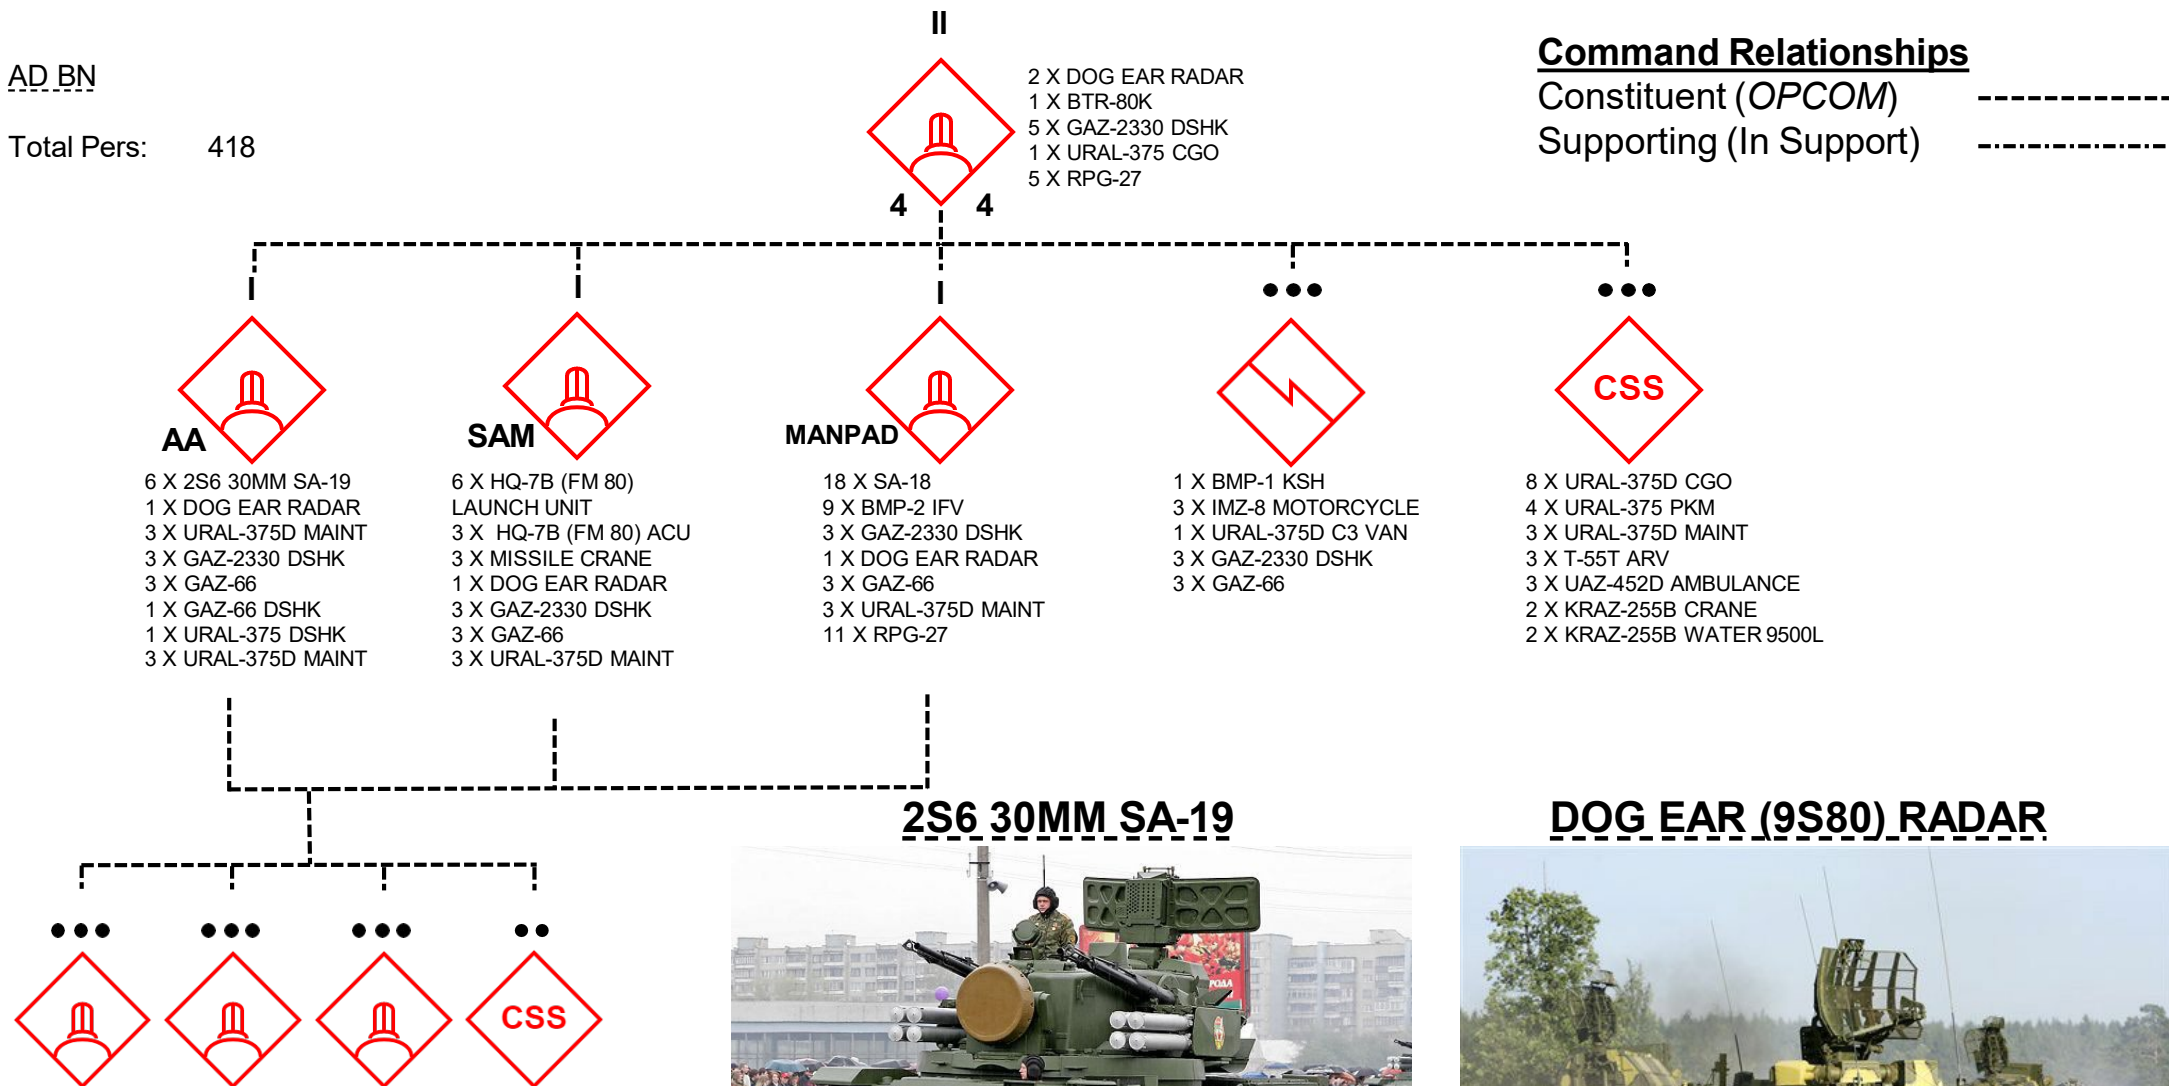 II
AD BN
Total Pers: 418
2 X DOG EAR RADAR
1 X BTR-80K
5 X GAZ-2330 DSHK
1 X URAL-375 CGO
5 X RPG-27
4 4
Command Relationships
Constituent (OPCOM)
Supporting (In Support)
I
I
I
AA
6 X 2S6 30MM SA-19
1 X DOG EAR RADAR
3 X URAL-375D MAINT
3 X GAZ-2330 DSHK
3 X GAZ-66
1 X GAZ-66 DSHK
1 X URAL-375 DSHK
3 X URAL-375D MAINT
SAM
6 X HQ-7B (FM 80)
LAUNCH UNIT
3 X HQ-7B (FM 80) ACU
3 X MISSILE CRANE
1 X DOG EAR RADAR
3 X GAZ-2330 DSHK
3 X GAZ-66
3 X URAL-375D MAINT
MANPAD
18 X SA-18
9 X BMP-2 IFV
3 X GAZ-2330 DSHK
1 X DOG EAR RADAR
3 X GAZ-66
3 X URAL-375D MAINT
11 X RPG-27
1 X BMP-1 KSH
3 X IMZ-8 MOTORCYCLE
1 X URAL-375D C3 VAN
3 X GAZ-2330 DSHK
3 X GAZ-66
CSS
8 X URAL-375D CGO
4 X URAL-375 PKM
3 X URAL-375D MAINT
3 X T-55T ARV
3 X UAZ-452D AMBULANCE
2 X KRAZ-255B CRANE
2 X KRAZ-255B WATER 9500L
CSS
2S6 30MM SA-19
DOG EAR (9S80) RADAR